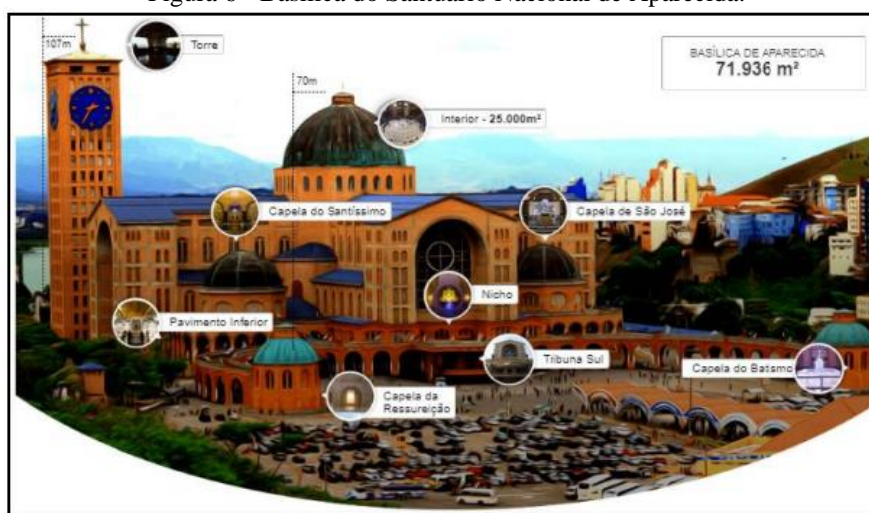 Figura 6 - Basílica do Santuário Nacional de Aparecida.
107m
Torre
BASÍLICA DE APARECIDA
71.936 m²
70m
Interior - 25.000m²
Capela do Santíssimo
Capela de São José
Nicho
Pavimento Inferior
Tribuna Sul
Capela do Batsmo
Capela da
Ressureição